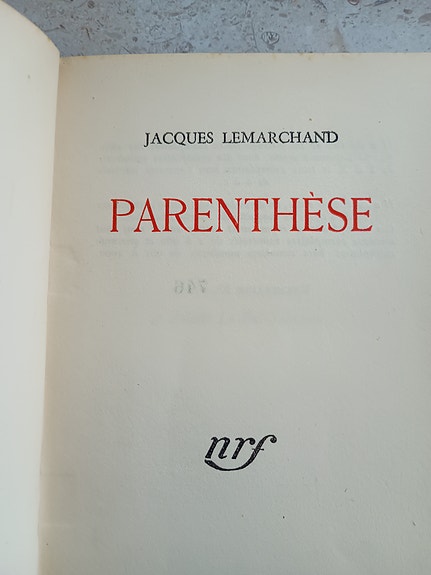 JACQUES LEMARCHAND
PARENTHÈSE
nrf